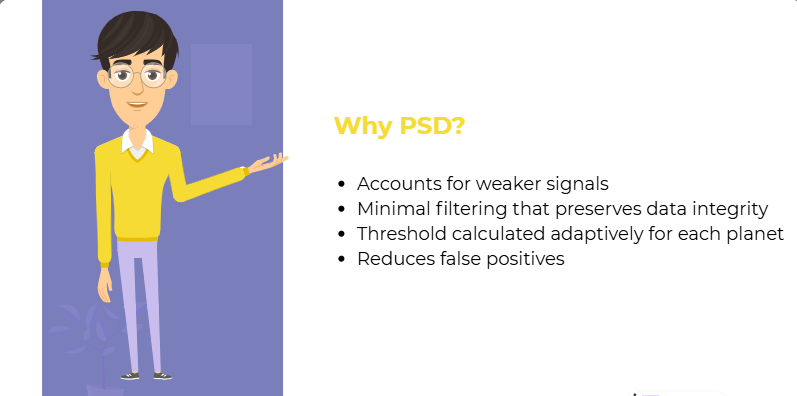 Why PSD?
• Accounts for weaker signals
• Minimal filtering that preserves data integrity
• Threshold calculated adaptively for each planet
• Reduces false positives